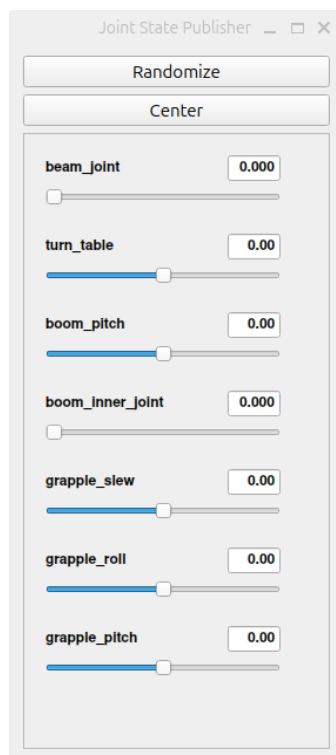 Joint State Publisher
Randomize
Center
beam_joint 0.000
turn_table 0.00
boom_pitch 0.00
boom_inner_joint 0.000
grapple_slew 0.00
grapple_roll 0.00
grapple_pitch 0.00